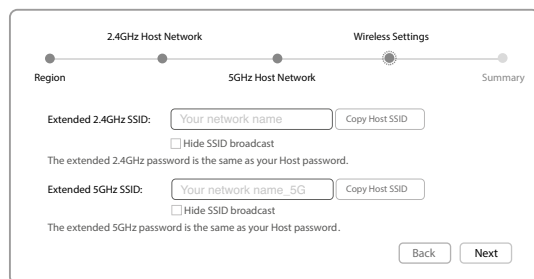 2.4GHz Host Network Wireless Settings
Region 5GHz Host Network Summary
Extended 2.4GHz SSID: Your network name Copy Host SSID
Hide SSID broadcast
The extended 2.4GHz password is the same as your Host password.
Extended 5GHz SSID: Your network name_5G Copy Host SSID
Hide SSID broadcast
The extended 5GHz password is the same as your Host password.
Back Next